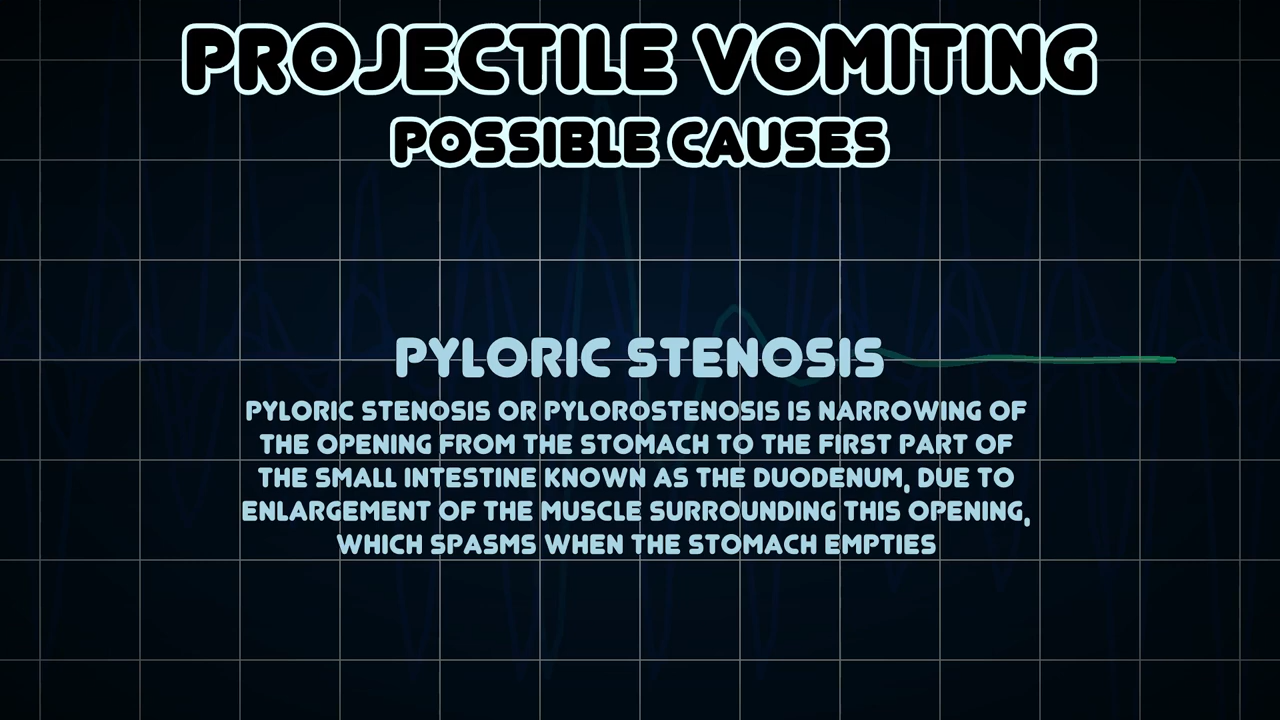 PROJECTILE VOMITING
POSSIBLE CAUSES
PYLORIC STENOSIS
PYLORIC STENOSIS OR PYLOROSTENOSIS IS NARROWING OF
THE OPENING FROM THE STOMACH TO THE FIRST PART OF
THE SMALL INTESTINE KNOWN AS THE DUODENUM, DUE TO
ENLARGEMENT OF THE MUSCLE SURROUNDING THIS OPENING,
WHICH SPASMS WHEN THE STOMACH EMPTIES